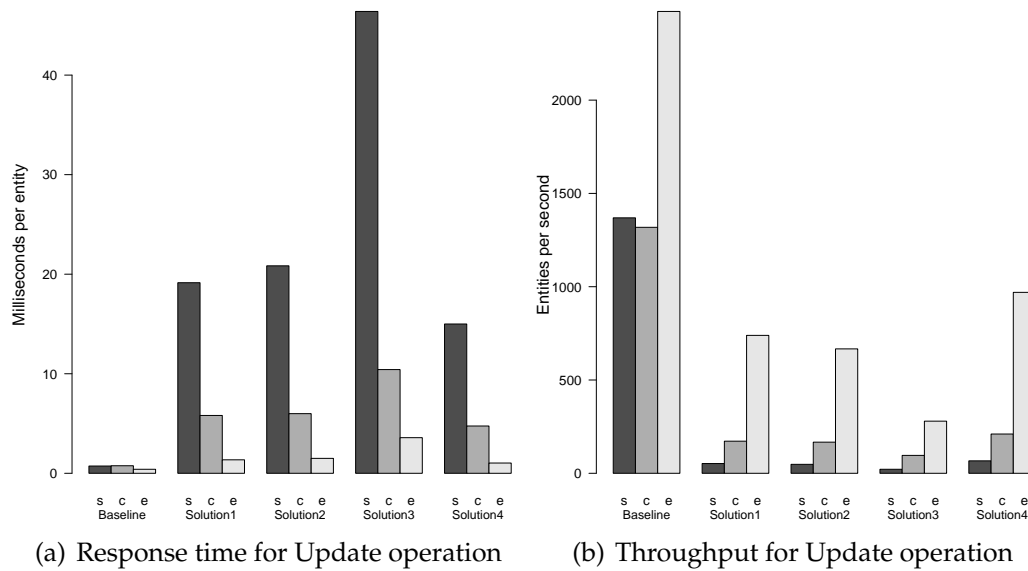 Milliseconds per entity
40
30
20
10
0
s c e s c e s c e s c e s c e
Baseline Solution1 Solution2 Solution3 Solution4
(a) Response time for Update operation
Entities per second
2000
1500
1000
500
0
s c e s c e s c e s c e s c e
Baseline Solution1 Solution2 Solution3 Solution4
(b) Throughput for Update operation